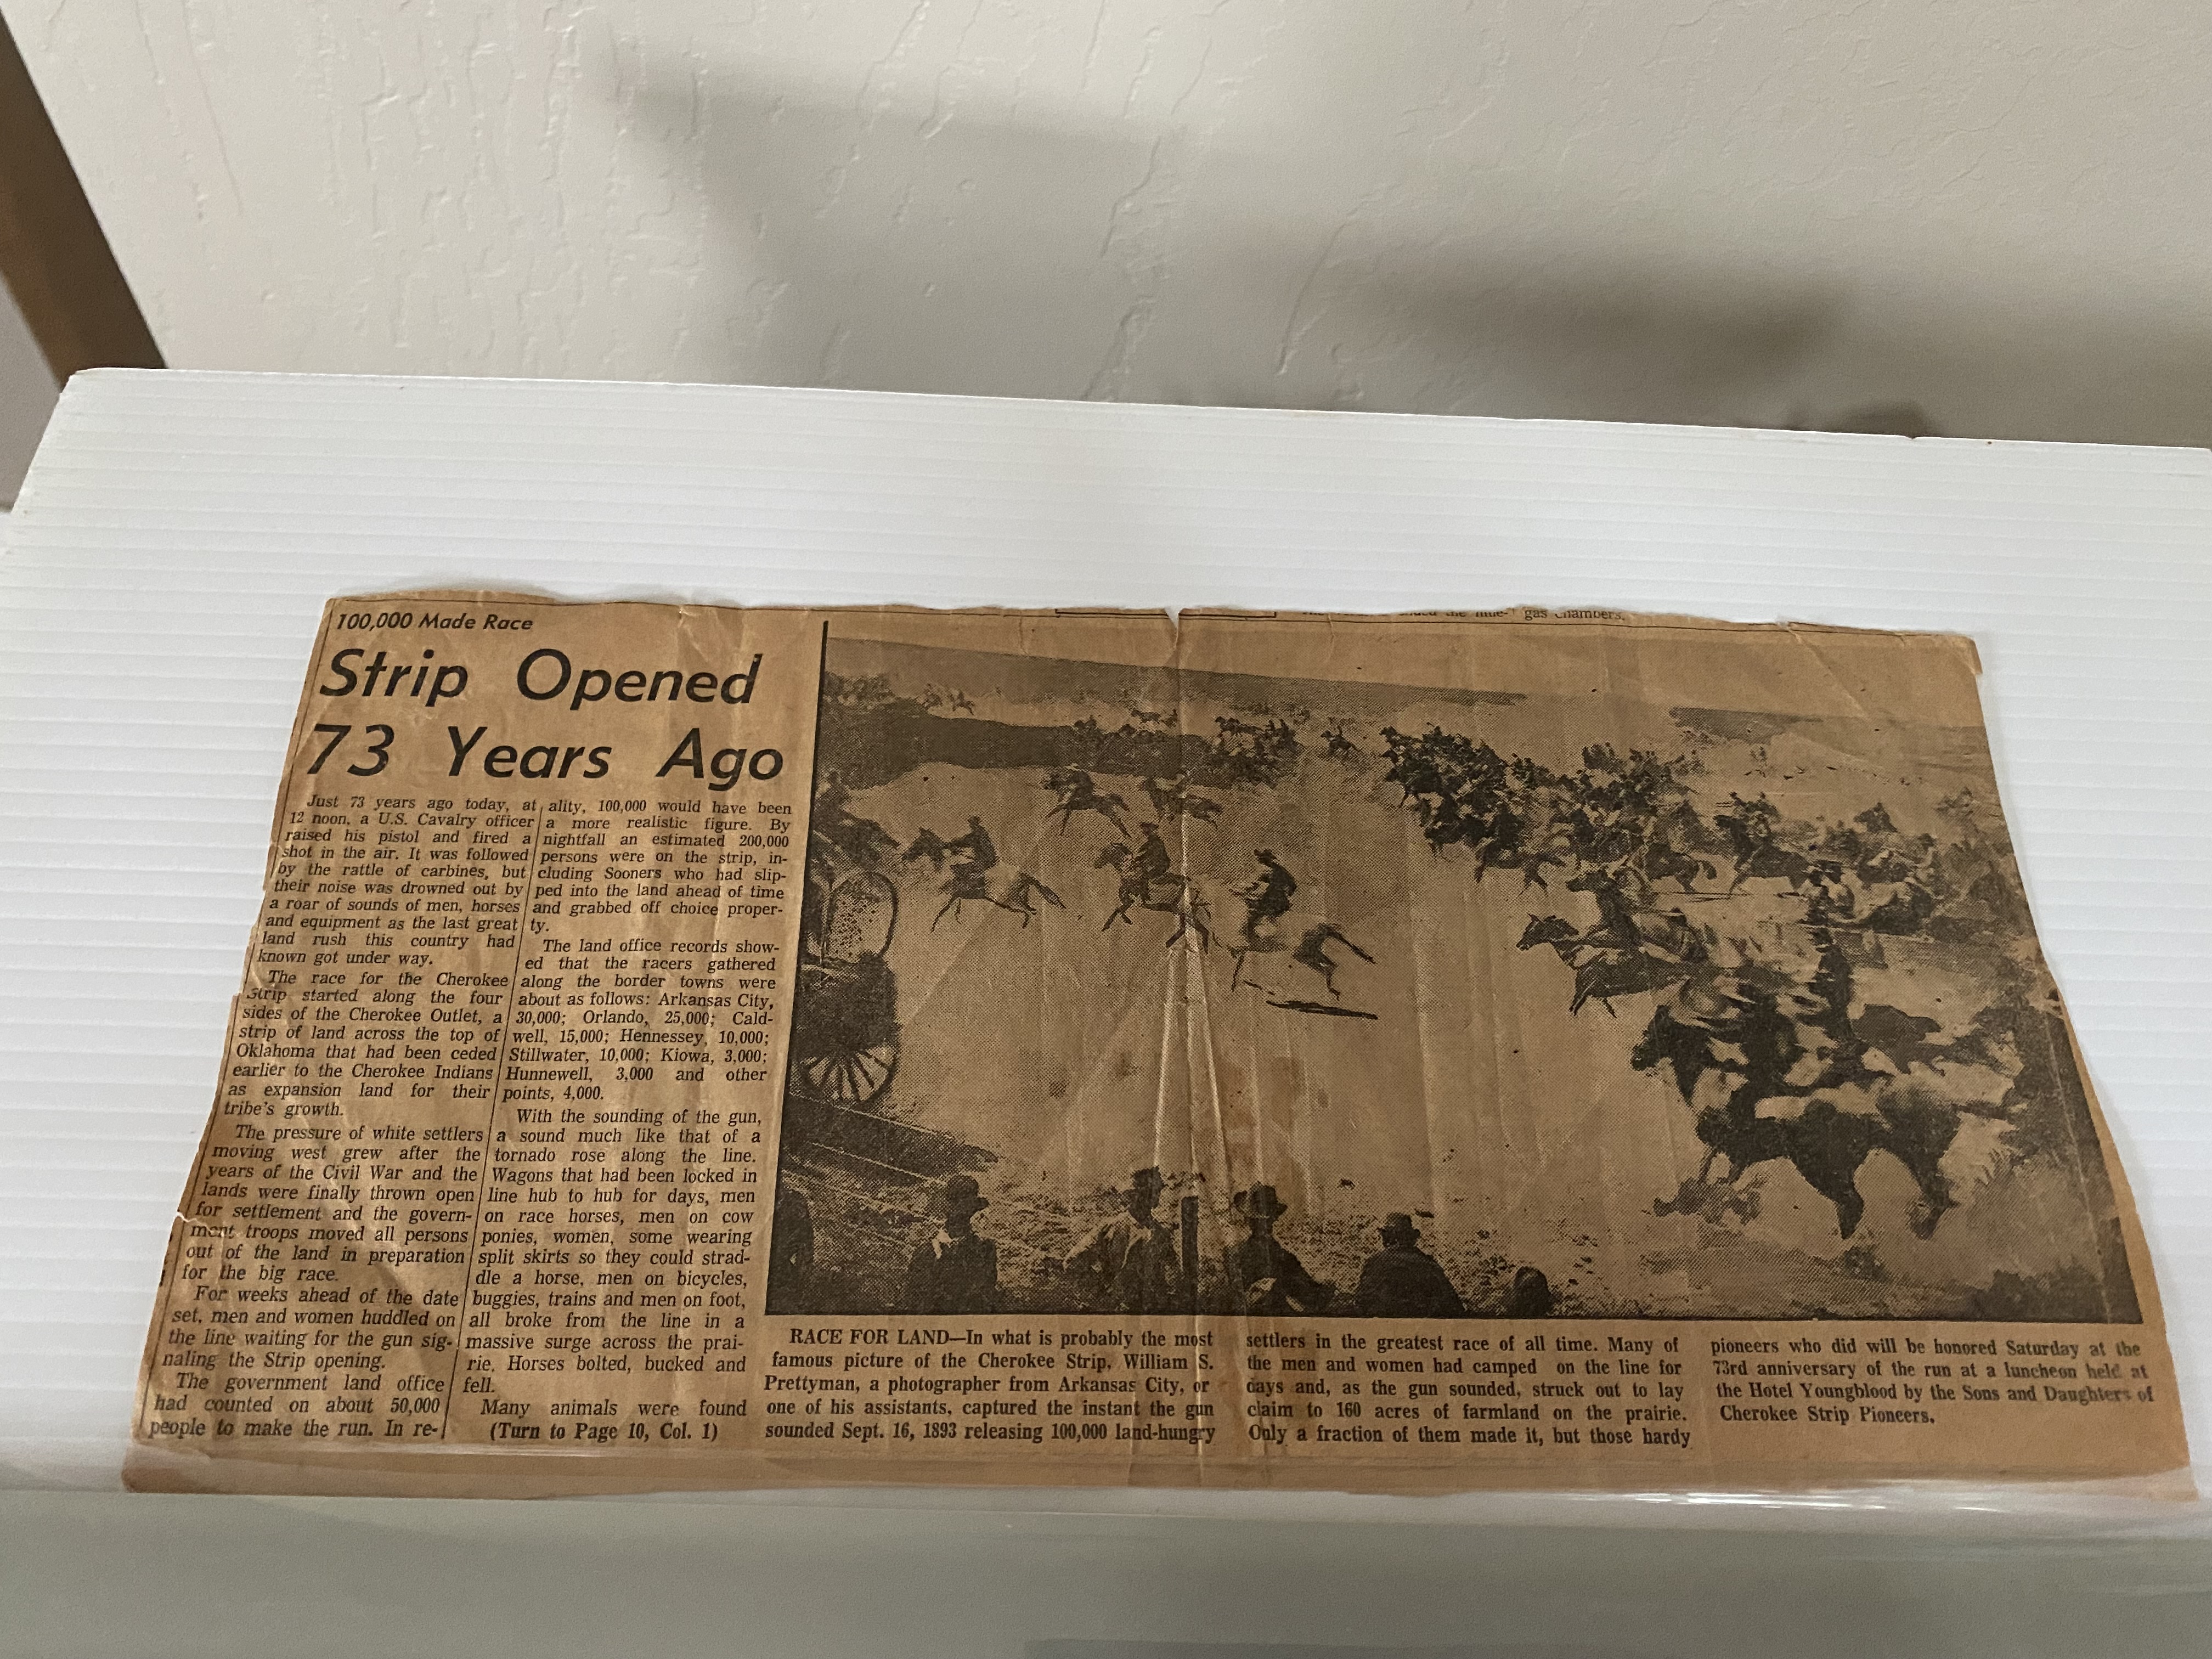 the mue- gas chambers,
100,000 Made Race
Strip Opened
73 Years Ago
Just 73 years ago today, at
12 noon, a U.S. Cavalry officer
raised his pistol and fired a
shot in the air. It was followed
by the rattle of carbines, but
their noise was drowned out by
a roar of sounds of men, horses
and equipment as the last great
land rush this country had
known got under way.
The race for the Cherokee
Strip started along the four
sides of the Cherokee Outlet, a
strip of land across the top of
Oklahoma that had been ceded
earlier to the Cherokee Indians
as expansion land for their
tribe's growth.
The pressure of white settlers
moving west grew after the
years of the Civil War and the
lands were finally thrown open
for settlement and the govern-
ment troops moved all persons
out of the land in preparation
for the big race.
For weeks ahead of the date
set, men and women huddled on
the line waiting for the gun sig-
naling the Strip opening.
The government land office
had counted on about 50,000
people to make the run. In re-
ality, 100,000 would have been
a more realistic figure. By
nightfall an estimated 200,000
persons were on the strip, in-
cluding Sooners who had slip-
ped into the land ahead of time
and grabbed off choice proper-
ty.
The land office records show-
ed that the racers gathered
along the border towns were
about as follows: Arkansas City,
30,000; Orlando, 25,000; Cald-
well, 15,000; Hennessey, 10,000;
Stillwater, 10,000; Kiowa, 3,000;
Hunnewell, 3,000 and other
points, 4,000.
With the sounding of the gun,
a sound much like that of a
tornado rose along the line.
Wagons that had been locked in
line hub to hub for days, men
on race horses, men on cow
ponies, women, some wearing
split skirts so they could strad-
dle a horse, men on bicycles,
buggies, trains and men on foot,
all broke from the line in a
massive surge across the prai-
rie. Horses bolted, bucked and
fell.
Many animals were found
(Turn to Page 10, Col. 1)
RACE FOR LAND—In what is probably the most
famous picture of the Cherokee Strip, William S.
Prettyman, a photographer from Arkansas City, or
one of his assistants, captured the instant the gun
sounded Sept. 16, 1893 releasing 100,000 land-hungry
settlers in the greatest race of all time. Many of
the men and women had camped on the line for
days and, as the gun sounded, struck out to lay
claim to 160 acres of farmland on the prairie.
Only a fraction of them made it, but those hardy
pioneers who did will be honored Saturday at the
73rd anniversary of the run at a luncheon held at
the Hotel Youngblood by the Sons and Daughters of
Cherokee Strip Pioneers.